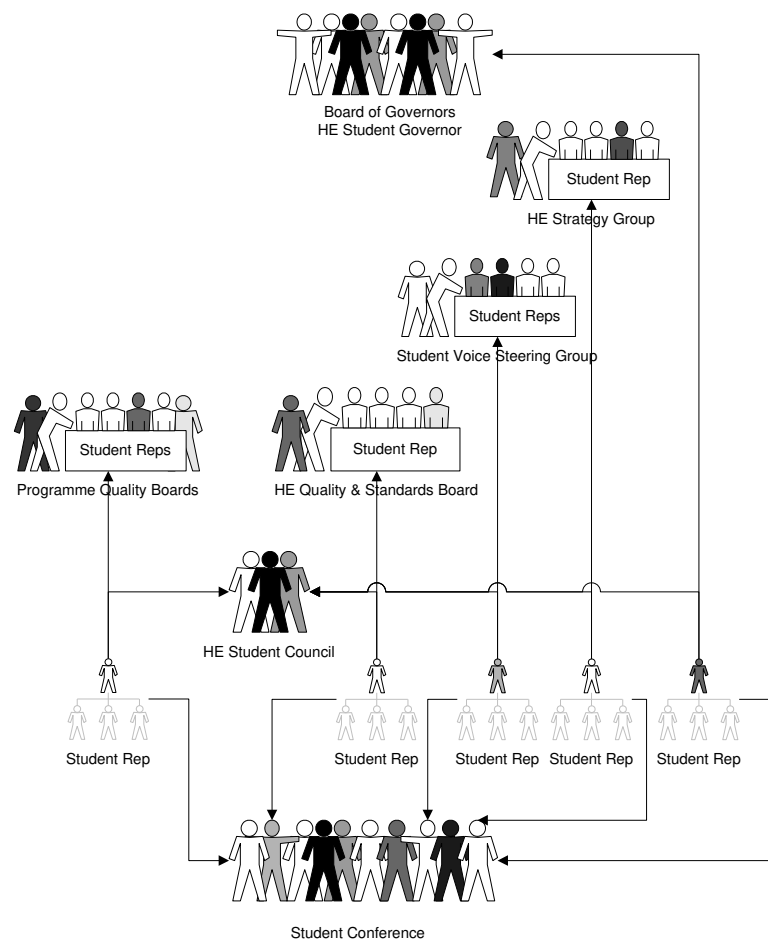 Board of Governors
HE Student Governor
Student Rep
HE Strategy Group
Student Reps
Student Voice Steering Group
Student Reps
Programme Quality Boards
Student Rep
HE Quality & Standards Board
HE Student Council
Student Rep
Student Rep
Student Rep
Student Rep
Student Rep
Student Conference